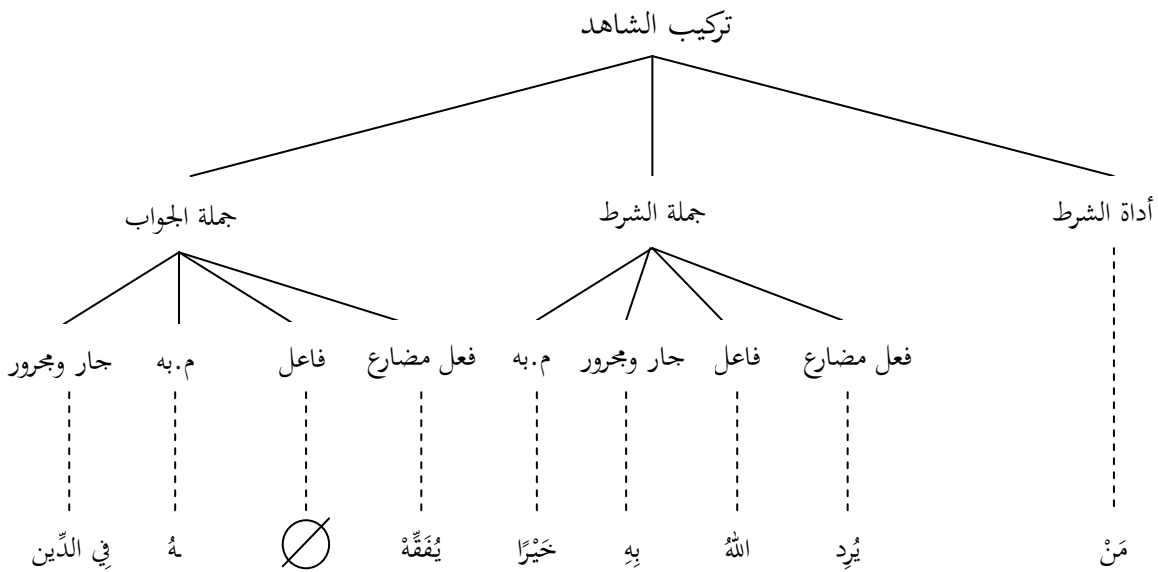 تركيب الشاهد
أداة الشرط جملة الشرط جملة الجواب
فعل مضارع فاعل جار ومجرور م.به فعل مضارع فاعل م.به جار ومجرور
مَنْ يُرِدِ اللهُ بِهِ خَيْرًا يُفَقِّهْ ∅ ـهُ فِي الدِّين